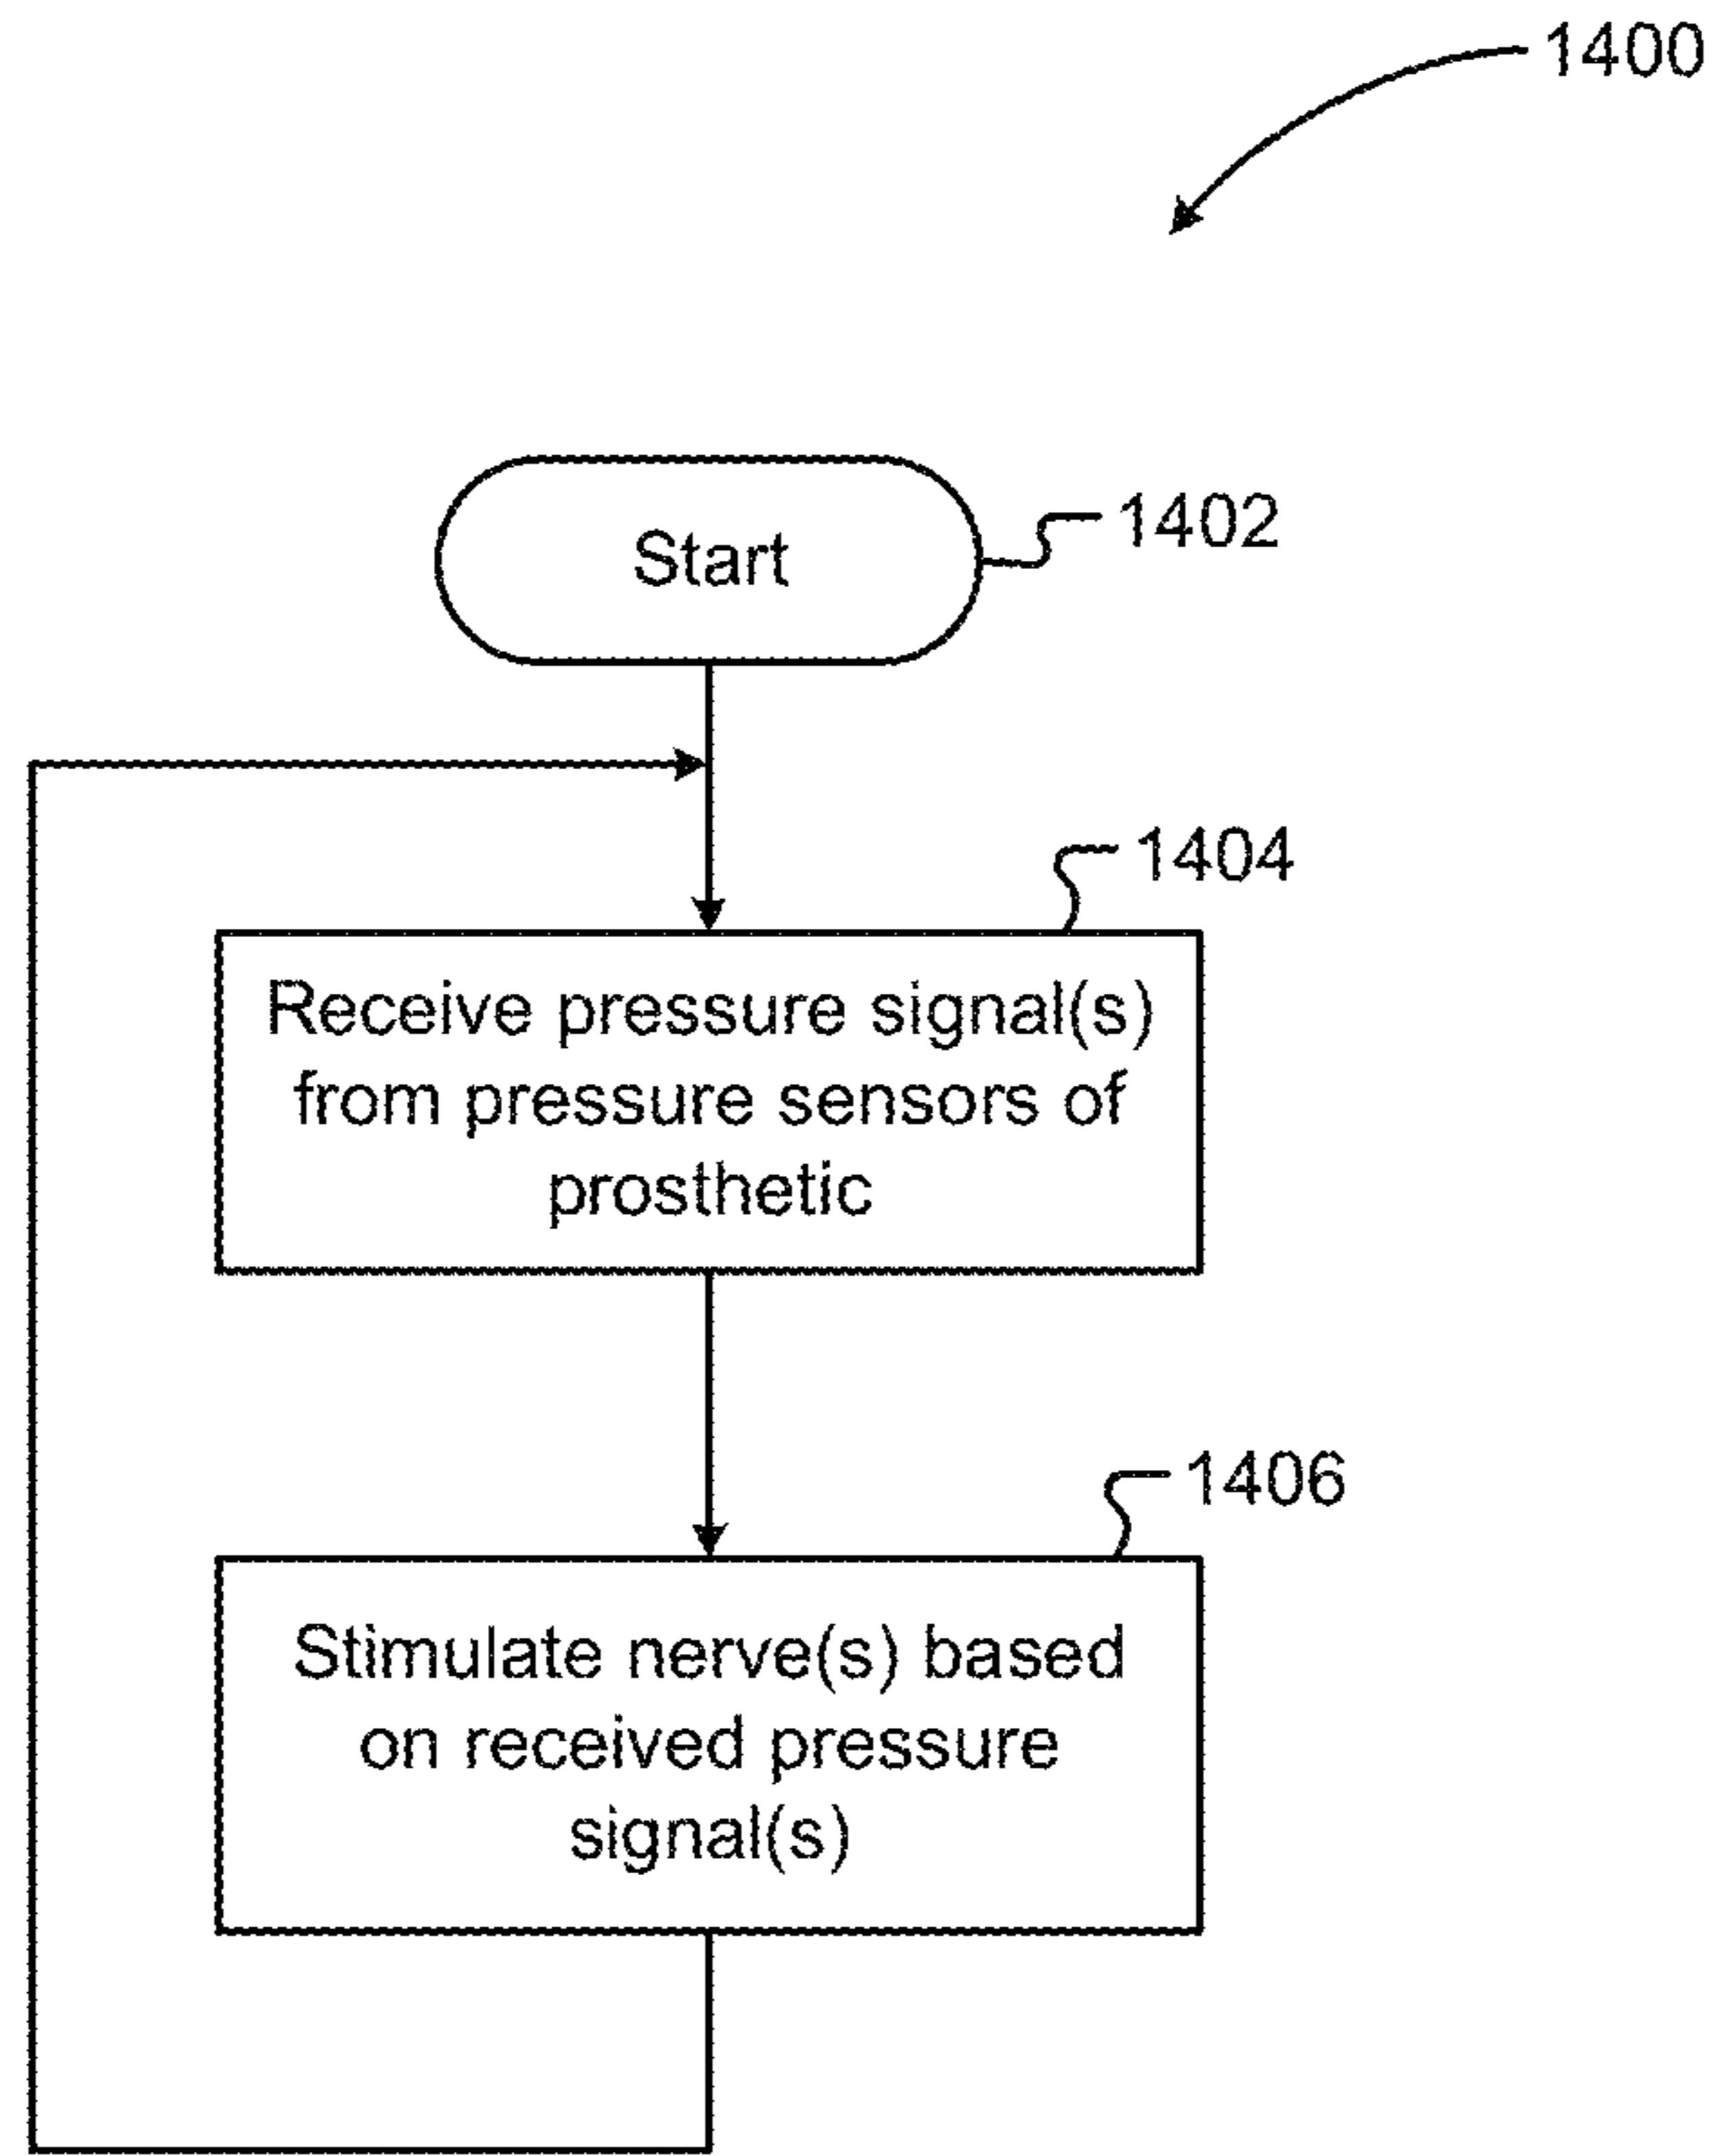 1400
Start
1402
1404
Receive pressure signal(s)
from pressure sensors of
prosthetic
1406
Stimulate nerve(s) based
on received pressure
signal(s)